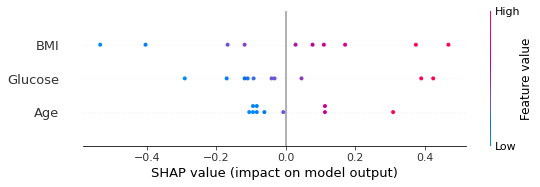 High
BMI
Glucose
Age
Feature value
Low
−0.4 −0.2 0.0 0.2 0.4
SHAP value (impact on model output)